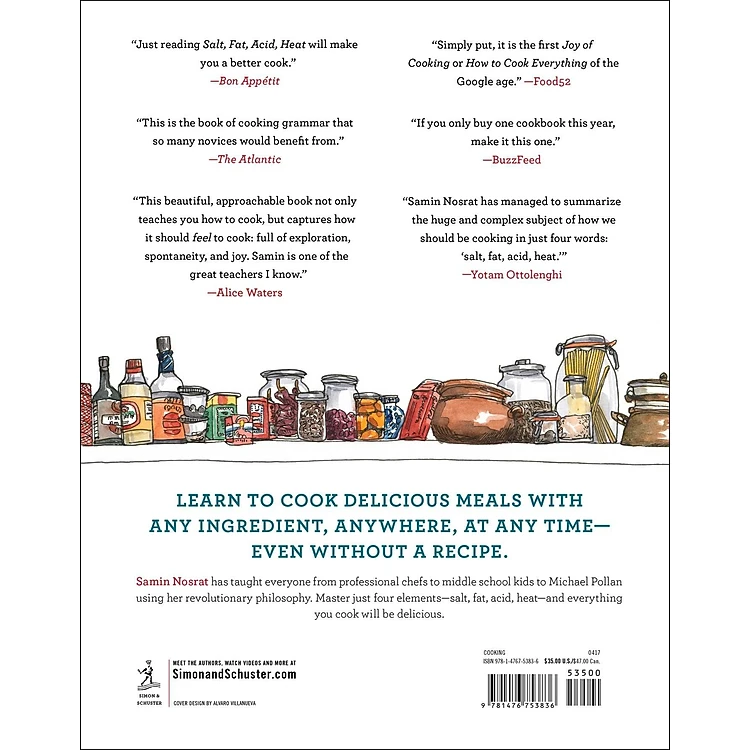 “Just reading Salt, Fat, Acid, Heat will make
you a better cook.”
—Bon Appétit
“This is the book of cooking grammar that
so many novices would benefit from.”
—The Atlantic
“This beautiful, approachable book not only
teaches you how to cook, but captures how
it should feel to cook: full of exploration,
spontaneity, and joy. Samin is one of the
great teachers I know.”
—Alice Waters
“Simply put, it is the first Joy of
Cooking or How to Cook Everything of the
Google age.” —Food52
“If you only buy one cookbook this year,
make it this one.”
—BuzzFeed
“Samin Nosrat has managed to summarize
the huge and complex subject of how we
should be cooking in just four words:
‘salt, fat, acid, heat.’”
—Yotam Ottolenghi
LEARN TO COOK DELICIOUS MEALS WITH
ANY INGREDIENT, ANYWHERE, AT ANY TIME—
EVEN WITHOUT A RECIPE.
Samin Nosrat has taught everyone from professional chefs to middle school kids to Michael Pollan
using her revolutionary philosophy. Master just four elements—salt, fat, acid, heat—and everything
you cook will be delicious.
MEET THE AUTHORS, WATCH VIDEOS AND MORE AT
SimonandSchuster.com
SIMON &
SCHUSTER
COVER DESIGN BY ALVARO VILLANUEVA
COOKING 0417
ISBN 978-1-4767-5383-6 $35.00 U.S./$47.00 Can.
53500
9 781476 753836